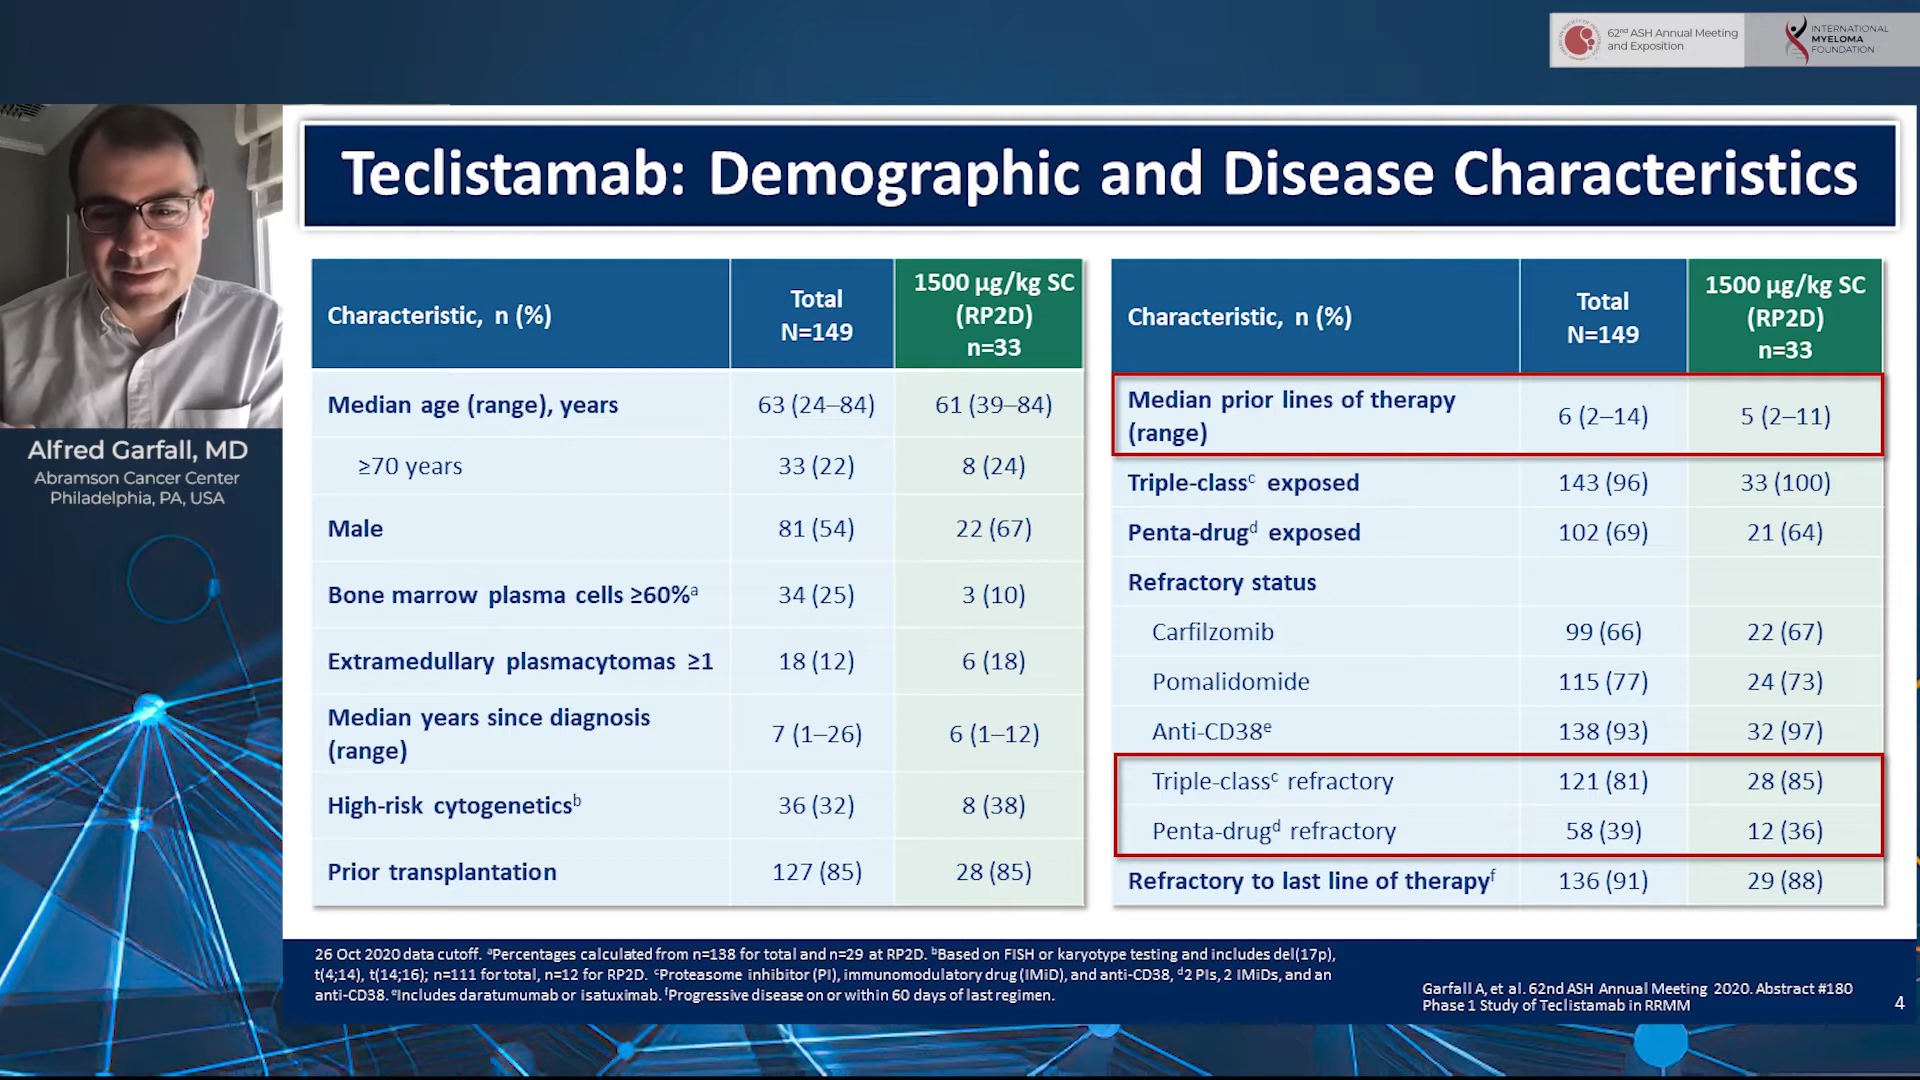 62nd ASH Annual Meeting
and Exposition
INTERNATIONAL
MYELOMA
FOUNDATION
Teclistamab: Demographic and Disease Characteristics
Alfred Garfall, MD
Abramson Cancer Center
Philadelphia, PA, USA
Characteristic, n (%)
Total
N=149
1500 µg/kg SC
(RP2D)
n=33
Median age (range), years 63 (24–84) 61 (39–84)
≥70 years 33 (22) 8 (24)
Male 81 (54) 22 (67)
Bone marrow plasma cells ≥60%a 34 (25) 3 (10)
Extramedullary plasmacytomas ≥1 18 (12) 6 (18)
Median years since diagnosis
(range) 7 (1–26) 6 (1–12)
High-risk cytogeneticsb 36 (32) 8 (38)
Prior transplantation 127 (85) 28 (85)
Characteristic, n (%)
Total
N=149
1500 µg/kg SC
(RP2D)
n=33
Median prior lines of therapy
(range) 6 (2–14) 5 (2–11)
Triple-classc exposed 143 (96) 33 (100)
Penta-drugd exposed 102 (69) 21 (64)
Refractory status
Carfilzomib 99 (66) 22 (67)
Pomalidomide 115 (77) 24 (73)
Anti-CD38e 138 (93) 32 (97)
Triple-classc refractory 121 (81) 28 (85)
Penta-drugd refractory 58 (39) 12 (36)
Refractory to last line of therapyf 136 (91) 29 (88)
26 Oct 2020 data cutoff. aPercentages calculated from n=138 for total and n=29 at RP2D. bBased on FISH or karyotype testing and includes del(17p),
t(4;14), t(14;16); n=111 for total, n=12 for RP2D. cProteasome inhibitor (PI), immunomodulatory drug (IMiD), and anti-CD38, d2 PIs, 2 IMiDs, and an
anti-CD38. eIncludes daratumumab or isatuximab. fProgressive disease on or within 60 days of last regimen.
Garfall A, et al. 62nd ASH Annual Meeting 2020. Abstract #180
Phase 1 Study of Teclistamab in RRMM
4